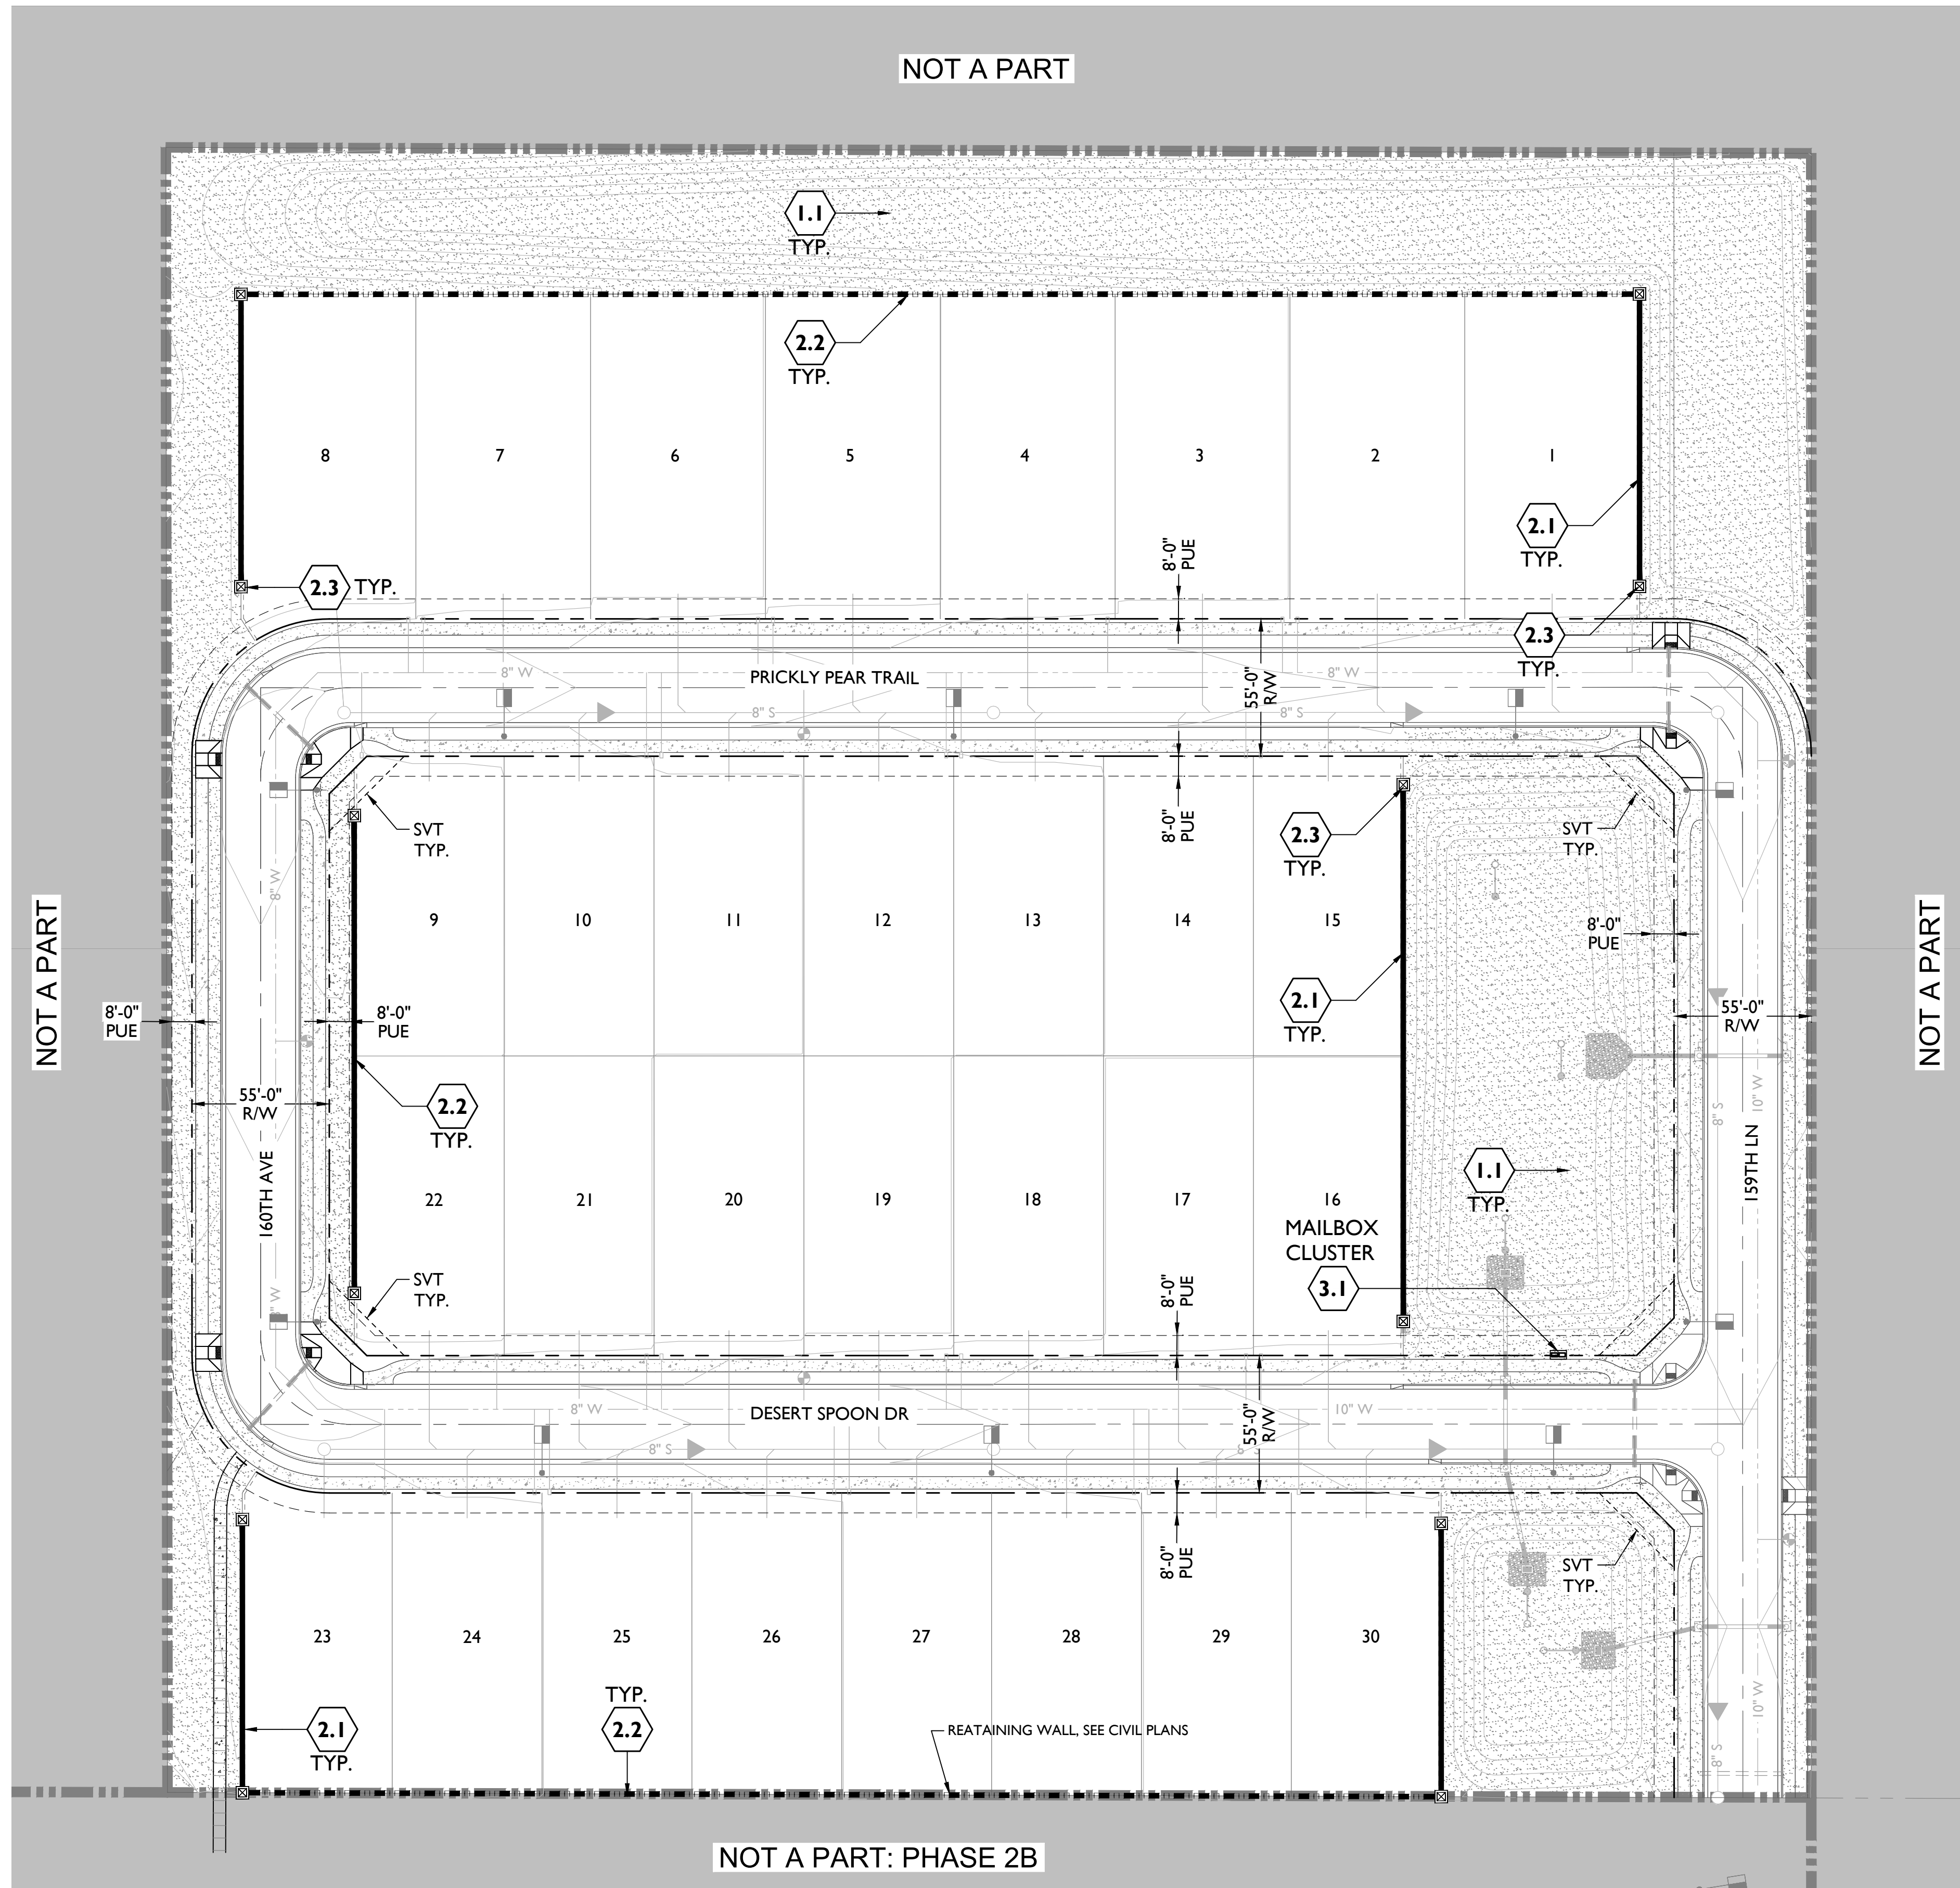 NOT A PART
1.1
TYP.
2.2
TYP.
8
7
6
5
4
3
2
1
2.1
TYP.
8'-0"
PUE
2.3
TYP.
2.3
TYP.
55'-0"
R/W
8" W
PRICKLY PEAR TRAIL
8" W
8" S
8" S
SVT
TYP.
8'-0"
PUE
2.3
TYP.
SVT
TYP.
8" W
9
10
11
12
13
14
15
8'-0"
PUE
NOT A PART
NOT A PART
2.1
TYP.
8'-0"
PUE
8'-0"
PUE
55'-0"
R/W
55'-0"
R/W
2.2
TYP.
10" W
8" S
160TH AVE
159TH LN
1.1
TYP.
22
21
20
19
18
17
16
MAILBOX
CLUSTER
3.1
SVT
TYP.
8" W
8'-0"
PUE
8" W
DESERT SPOON DR
10" W
55'-0"
R/W
8" S
8
8'-0"
PUE
SVT
TYP.
23
24
25
26
27
28
29
30
TYP.
2.2
2.1
TYP.
REATAINING WALL, SEE CIVIL PLANS
10" W
8" S
NOT A PART: PHASE 2B